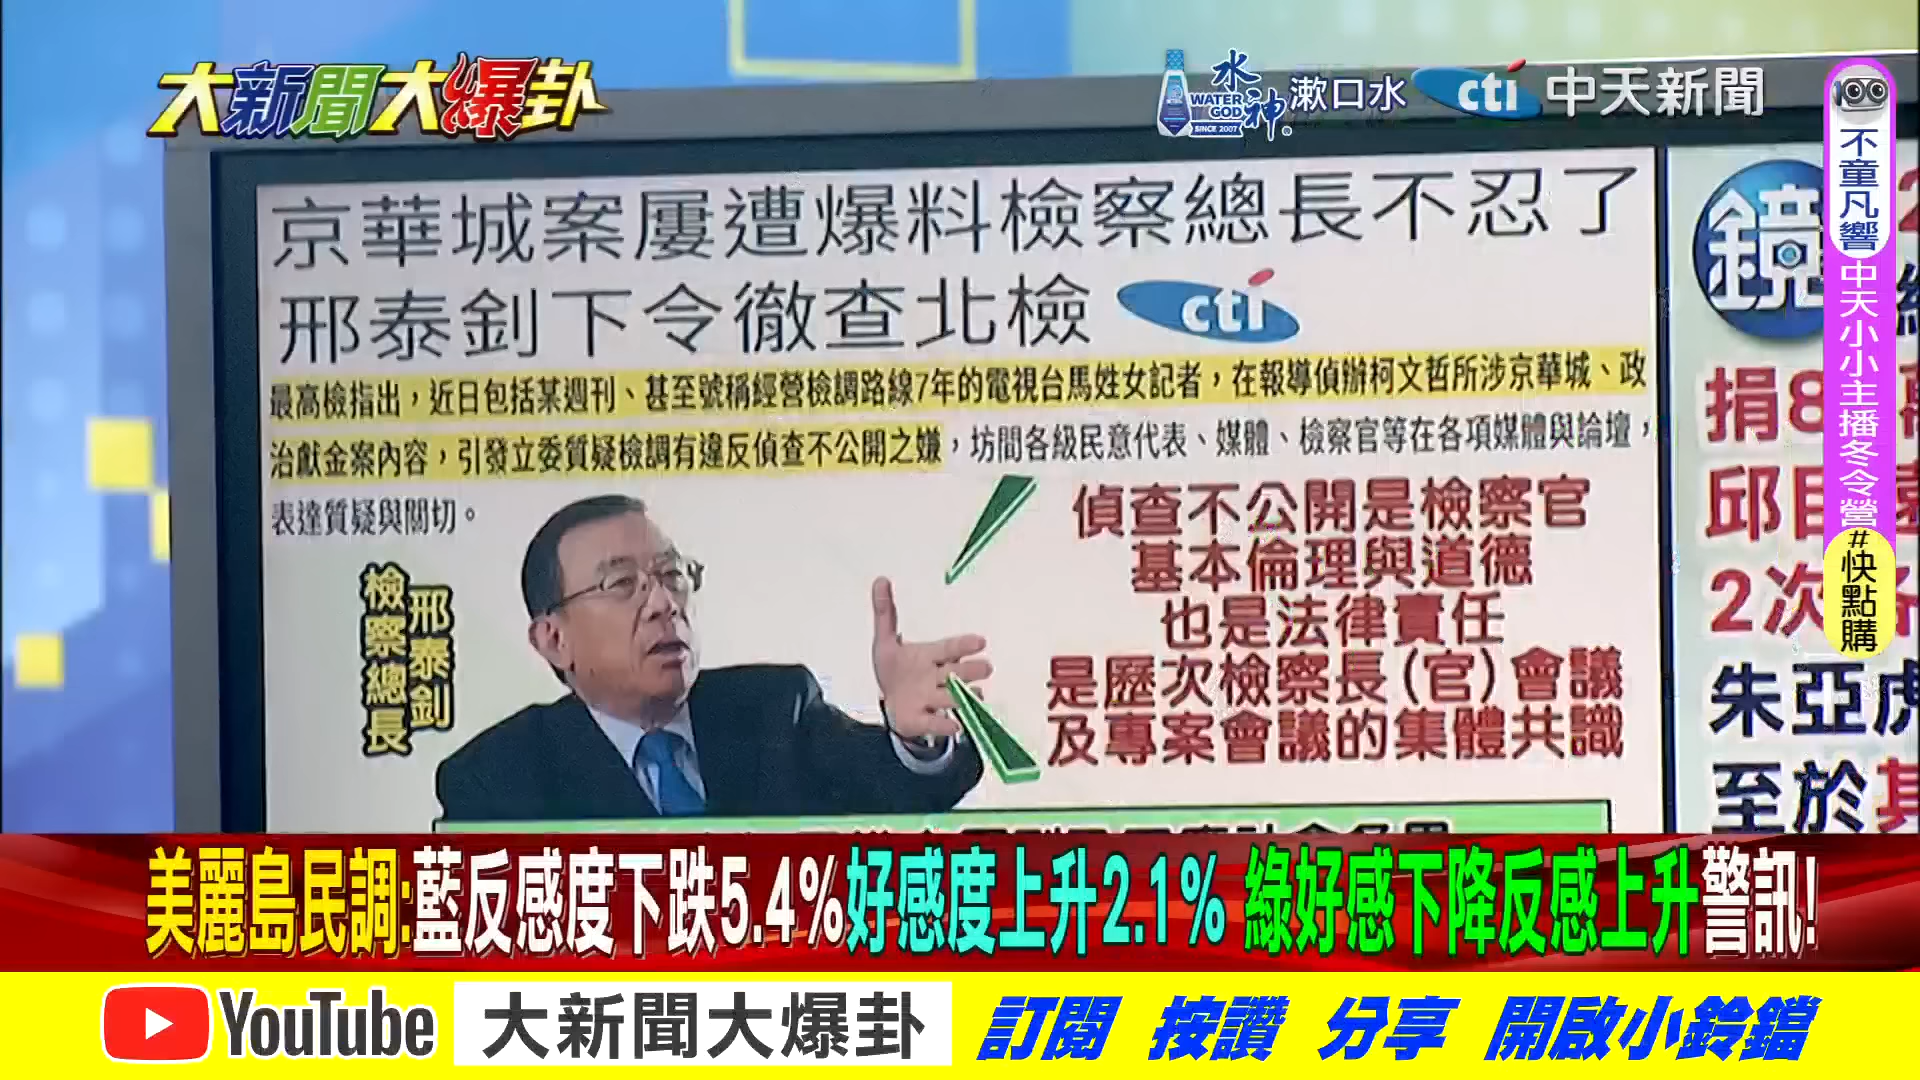 大新聞大爆卦
水神
WATER GOD
SINCE 2007
漱口水
cti 中天新聞
不童凡響
中天小小主播冬令營
#快點購
京華城案屢遭爆料檢察總長不忍了
邢泰釗下令徹查北檢 cti
最高檢指出，近日包括某週刊、甚至號稱經營檢調路線7年的電視台馬姓女記者，在報導偵辦柯文哲所涉京華城、政
治獻金案內容，引發立委質疑檢調有違反偵查不公開之嫌，坊間各級民意代表、媒體、檢察官等在各項媒體與論壇，
表達質疑與關切。
檢察總長
邢泰釗
偵查不公開是檢察官
基本倫理與道德
也是法律責任
是歷次檢察長(官)會議
及專案會議的集體共識
鏡
捐8
邱
2次
朱亞虎
至於
美麗島民調:藍反感度下跌5.4%好感度上升2.1% 綠好感下降反感上升警訊!
YouTube 大新聞大爆卦 訂閱 按讚 分享 開啟小鈴鐺